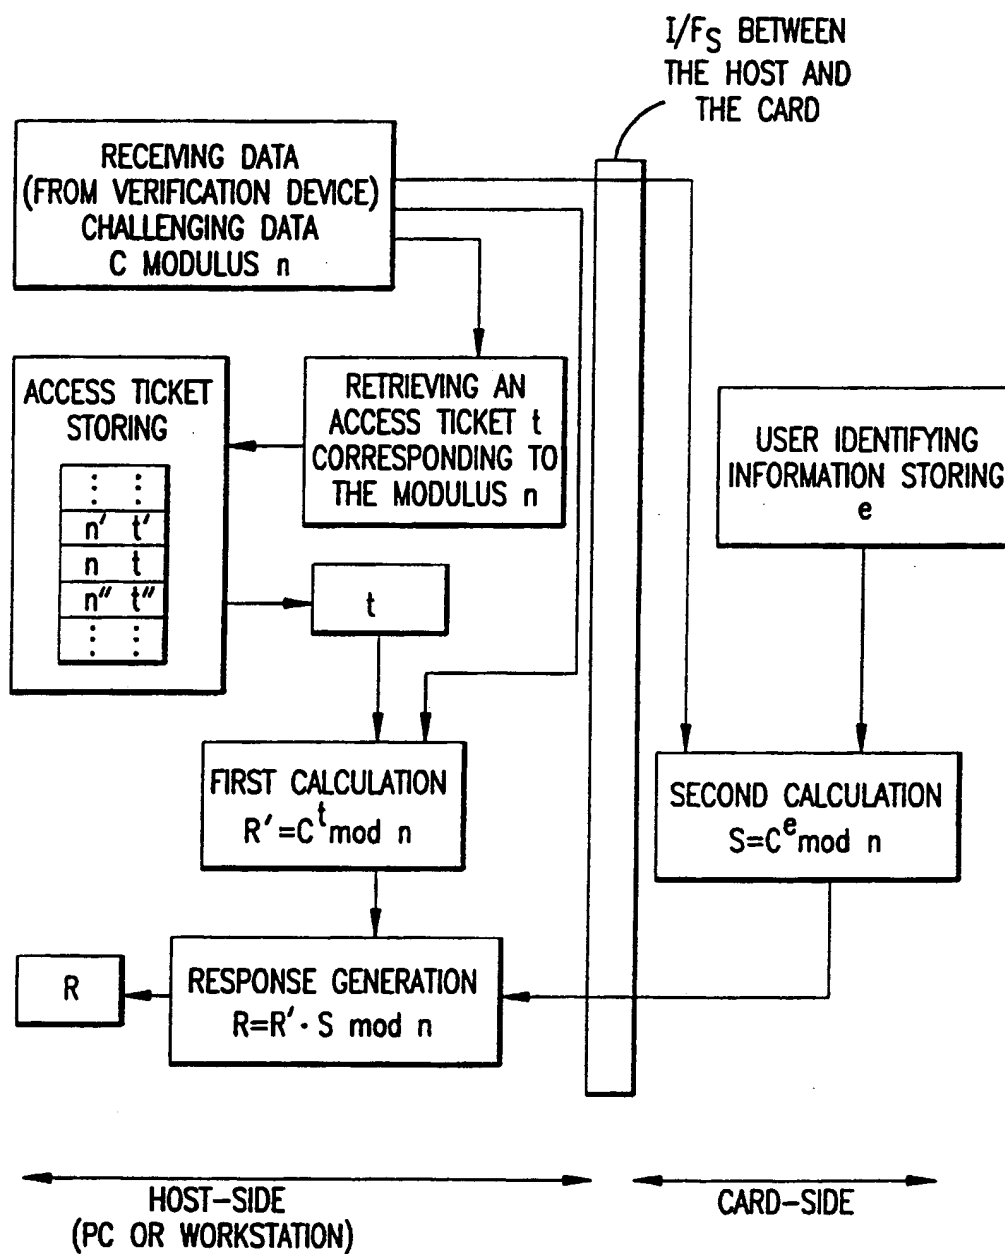 I/FS BETWEEN
THE HOST AND
THE CARD
RECEIVING DATA
(FROM VERIFICATION DEVICE)
CHALLENGING DATA
C MODULUS n
ACCESS TICKET
STORING
⋮ ⋮
n' t'
n t
n'' t''
⋮ ⋮
RETRIEVING AN
ACCESS TICKET t
CORRESPONDING TO
THE MODULUS n
USER IDENTIFYING
INFORMATION STORING
e
t
FIRST CALCULATION
R'=C^t mod n
SECOND CALCULATION
S=C^e mod n
RESPONSE GENERATION
R=R'·S mod n
R
HOST-SIDE
(PC OR WORKSTATION)
CARD-SIDE